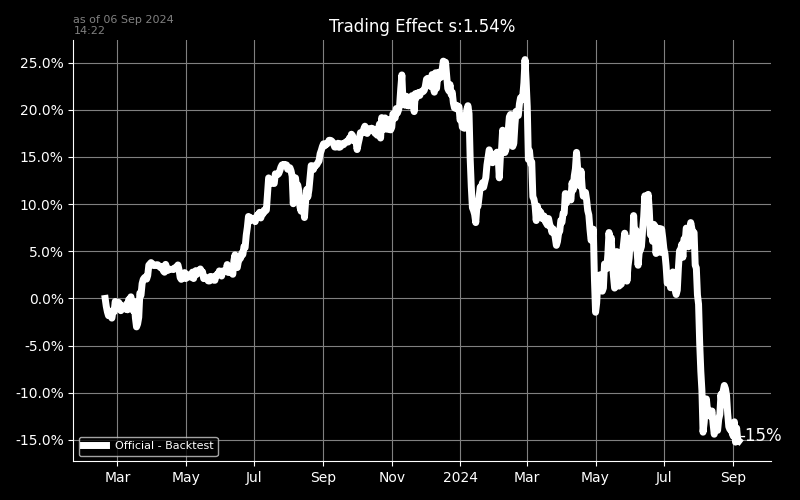 as of 06 Sep 2024
14:22
Trading Effect s:1.54%
25.0%
20.0%
15.0%
10.0%
5.0%
0.0%
-5.0%
-10.0%
-15.0%
-15%
Official - Backtest
Mar May Jul Sep Nov 2024 Mar May Jul Sep